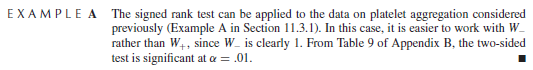 EXAMPLE A The signed rank test can be applied to the data on platelet aggregation considered
previously (Example A in Section 11.3.1). In this case, it is easier to work with W₋
rather than W₊, since W₋ is clearly 1. From Table 9 of Appendix B, the two-sided
test is significant at α = .01. ■